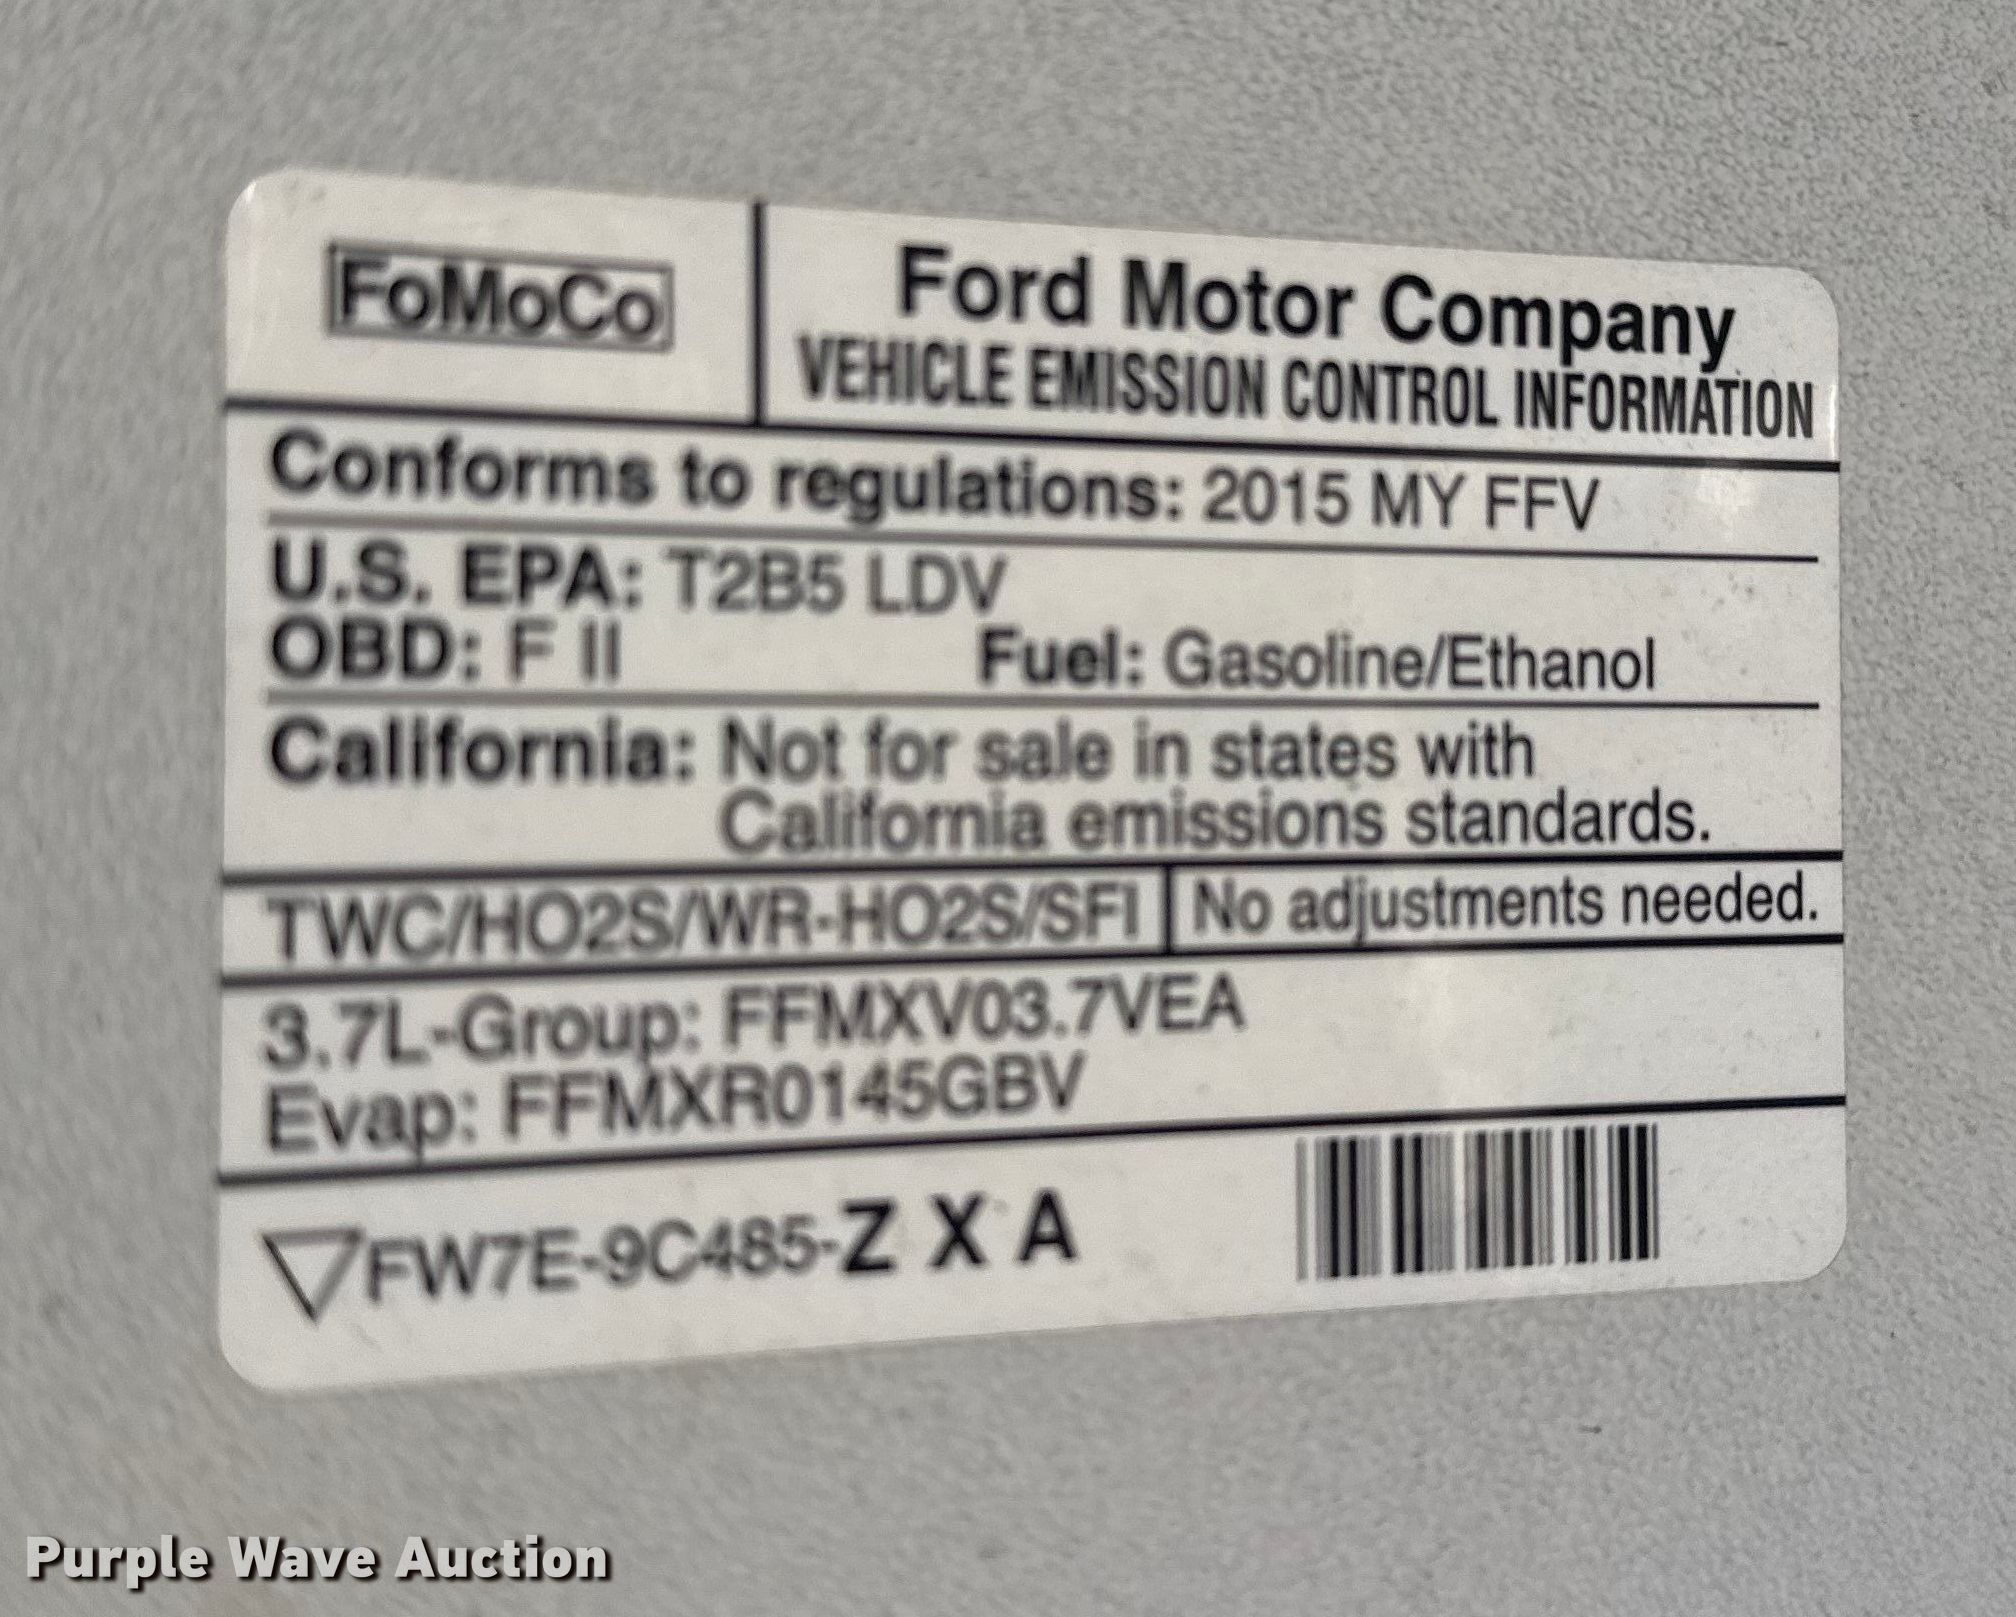 FoMoCo
Ford Motor Company
VEHICLE EMISSION CONTROL INFORMATION
Conforms to regulations: 2015 MY FFV
U.S. EPA: T2B5 LDV
OBD: F II Fuel: Gasoline/Ethanol
California: Not for sale in states with
California emissions standards.
TWC/HO2S/WR-HO2S/SFI No adjustments needed.
3.7L-Group: FFMXV03.7VEA
Evap: FFMXR0145GBV
FW7E-9C485-Z X A
Purple Wave Auction